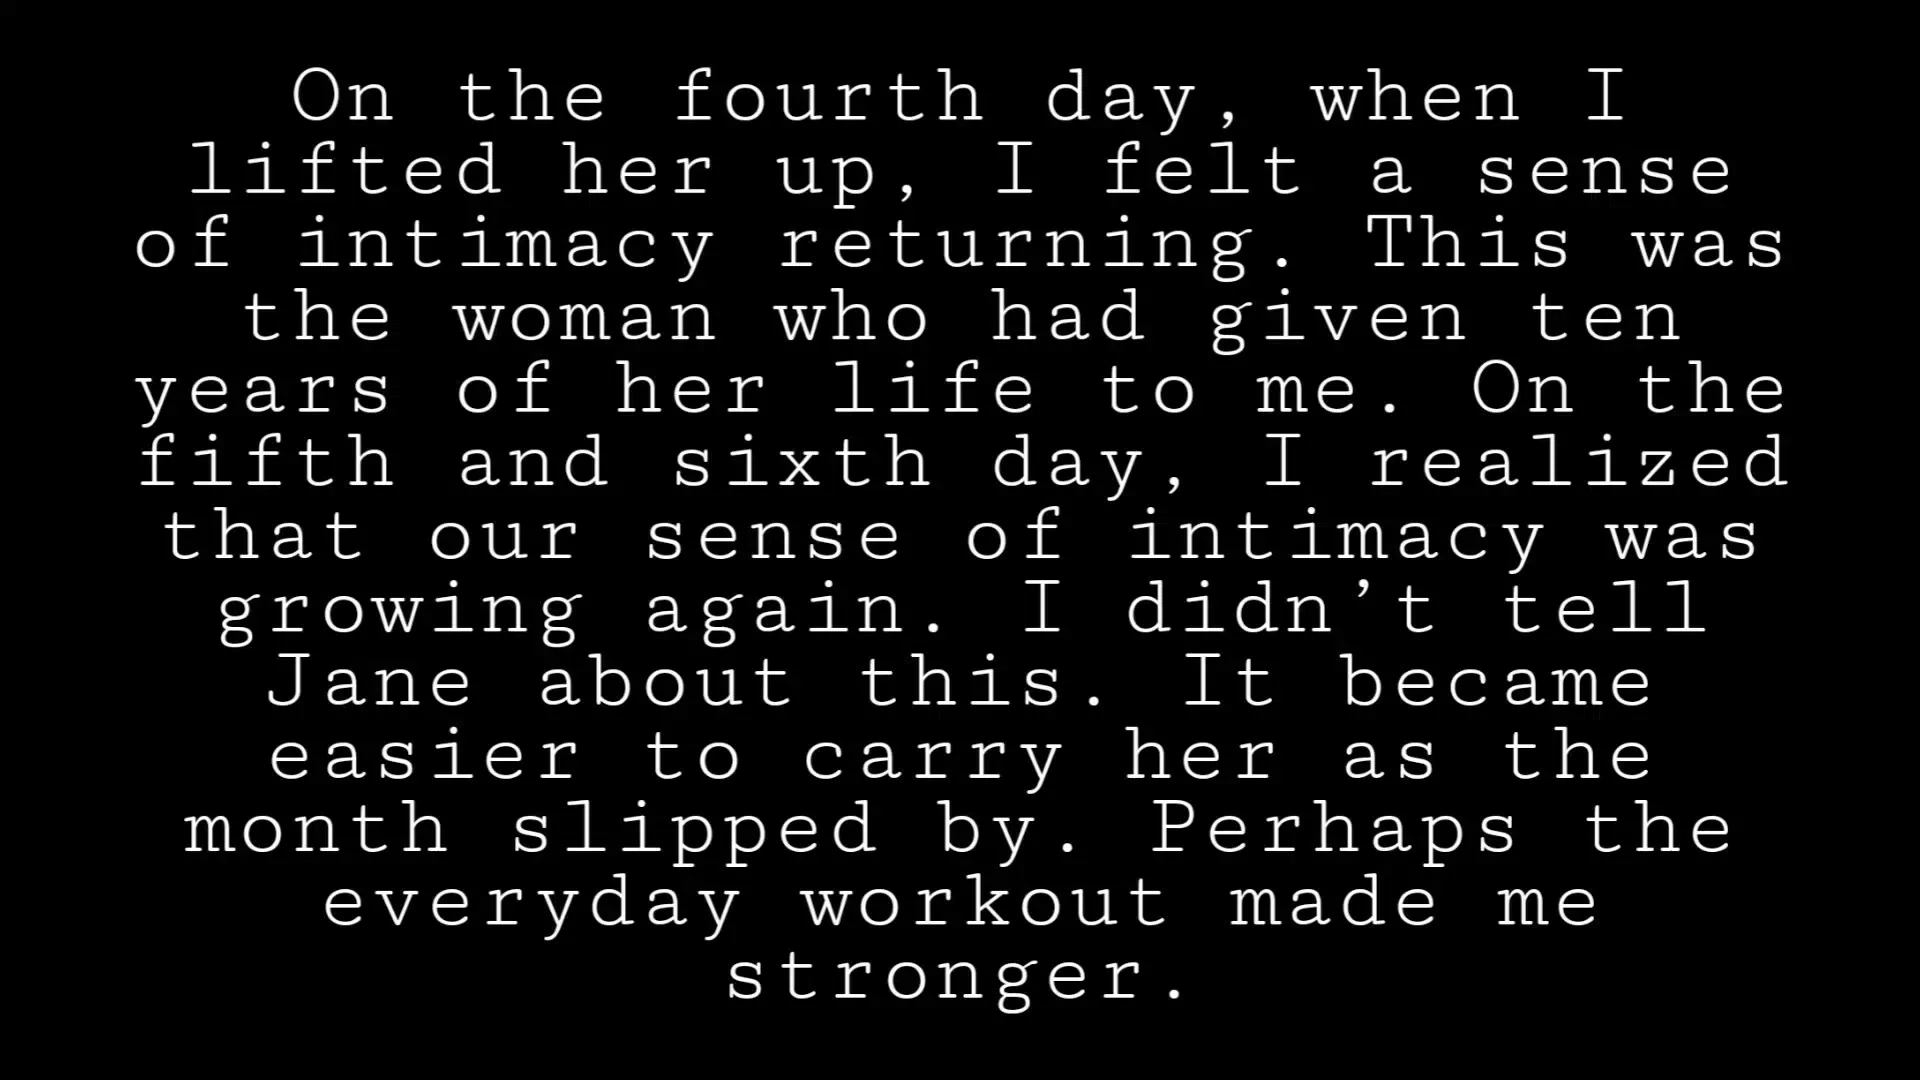 On the fourth day, when I
lifted her up, I felt a sense
of intimacy returning. This was
the woman who had given ten
years of her life to me. On the
fifth and sixth day, I realized
that our sense of intimacy was
growing again. I didn’t tell
Jane about this. It became
easier to carry her as the
month slipped by. Perhaps the
everyday workout made me
stronger.